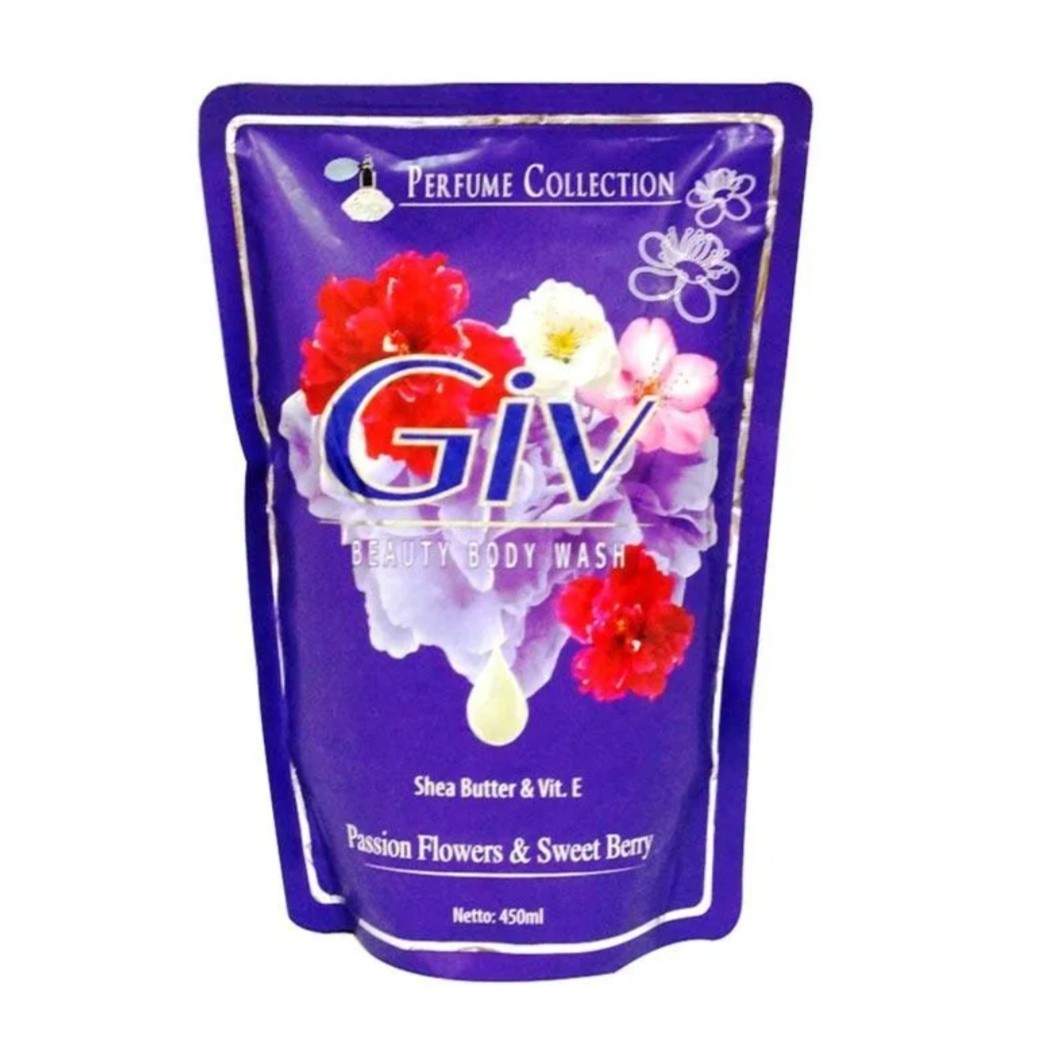 PERFUME COLLECTION
Giv
BEAUTY BODY WASH
Shea Butter & Vit. E
Passion Flowers & Sweet Berry
Netto: 450ml